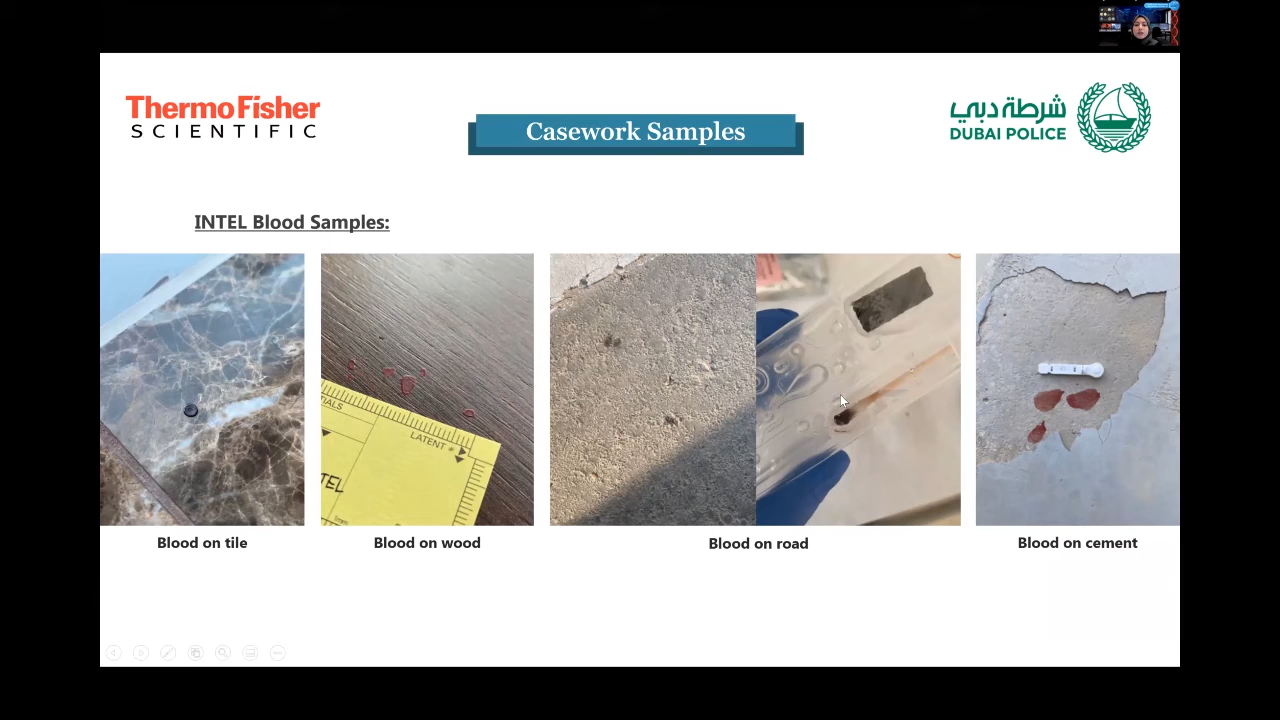 ThermoFisher
SCIENTIFIC
Casework Samples
شرطة دبي
DUBAI POLICE
INTEL Blood Samples:
LATENT
Blood on tile
Blood on wood
Blood on road
Blood on cement